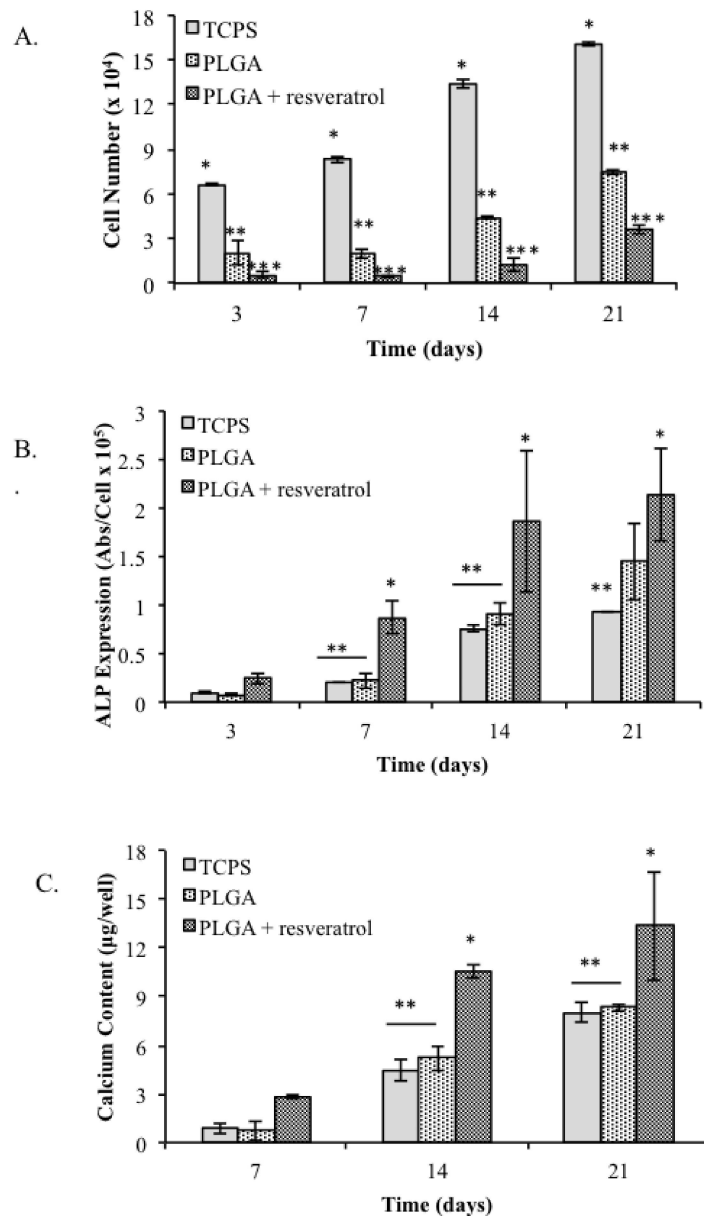 A.
Cell Number (x 10⁴)
18
15
12
9
6
3
0
TCPS
PLGA
PLGA + resveratrol
*
**
***
*
**
***
*
**
***
*
**
***
3 7 14 21
Time (days)
B.
.
ALP Expression (Abs/Cell x 10⁵)
3
2.5
2
1.5
1
0.5
0
TCPS
PLGA
PLGA + resveratrol
**
*
**
*
**
*
3 7 14 21
Time (days)
C.
Calcium Content (µg/well)
18
15
12
9
6
3
0
TCPS
PLGA
PLGA + resveratrol
**
*
**
*
7 14 21
Time (days)